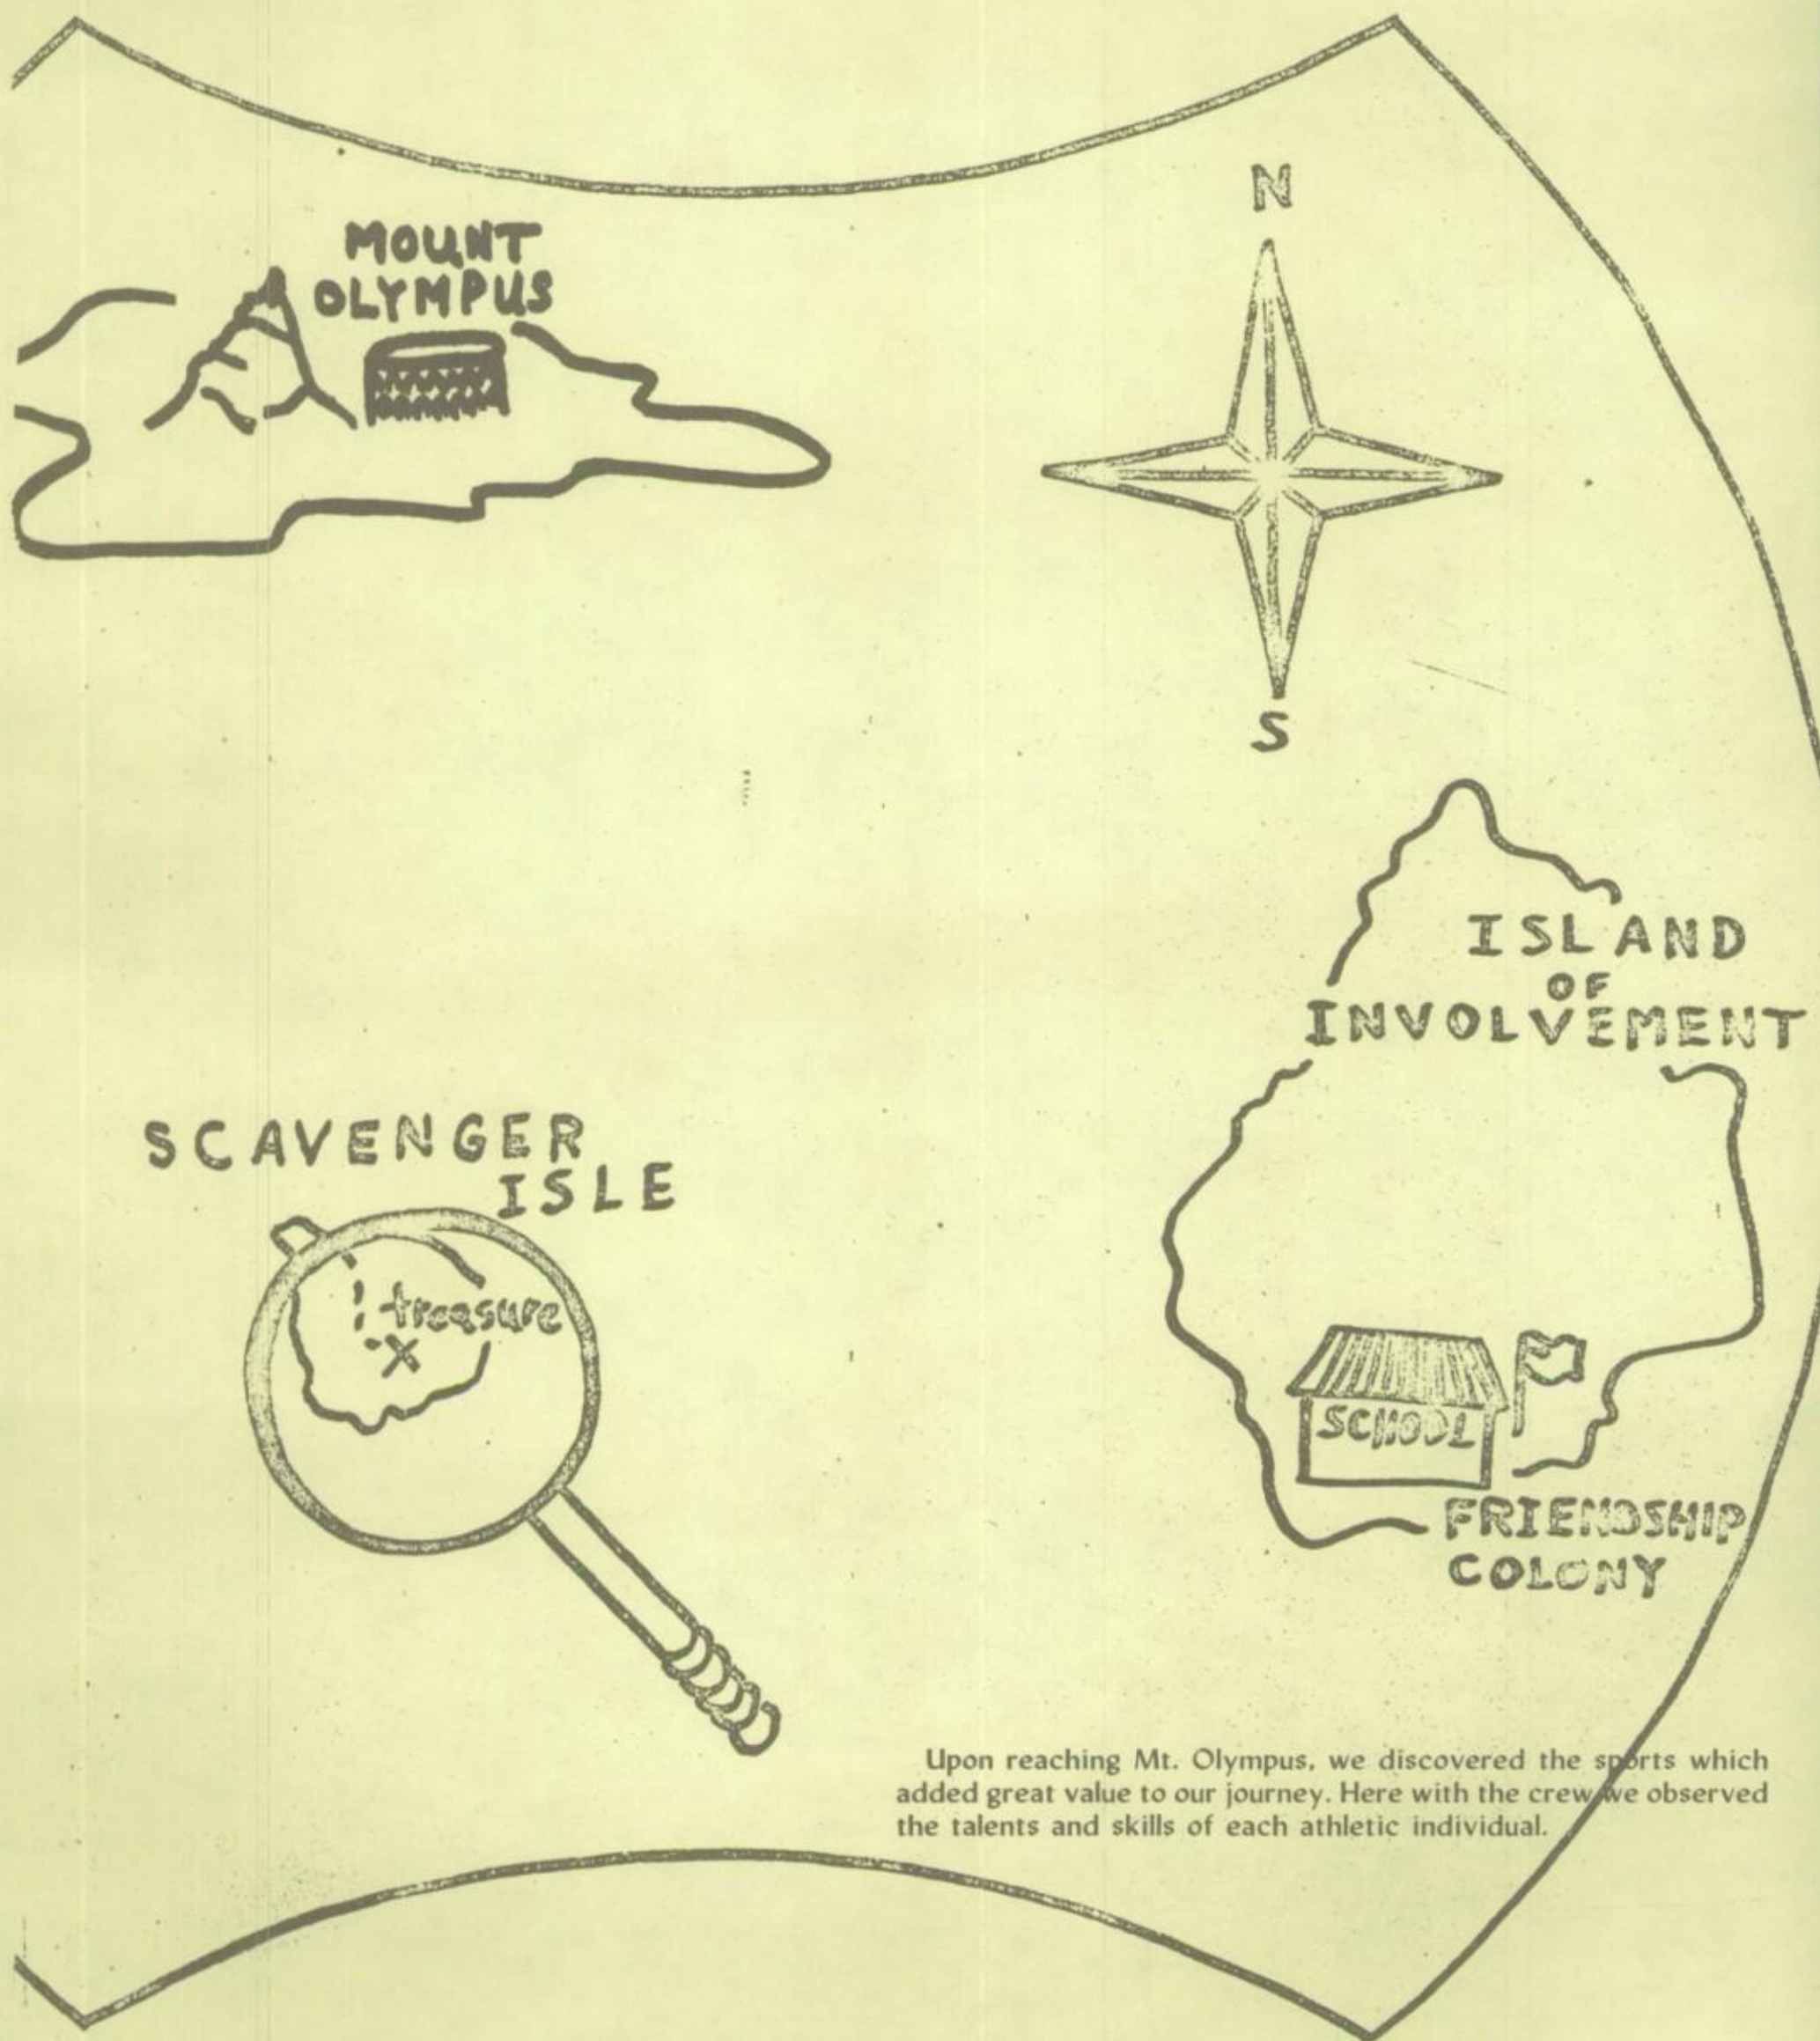 MOUNT
OLYMPUS
N
S
ISLAND
OF
INVOLVEMENT
SCAVENGER
ISLE
treasure
X
SCHOOL
FRIENDSHIP
COLONY
Upon reaching Mt. Olympus, we discovered the sports which
added great value to our journey. Here with the crew we observed
the talents and skills of each athletic individual.